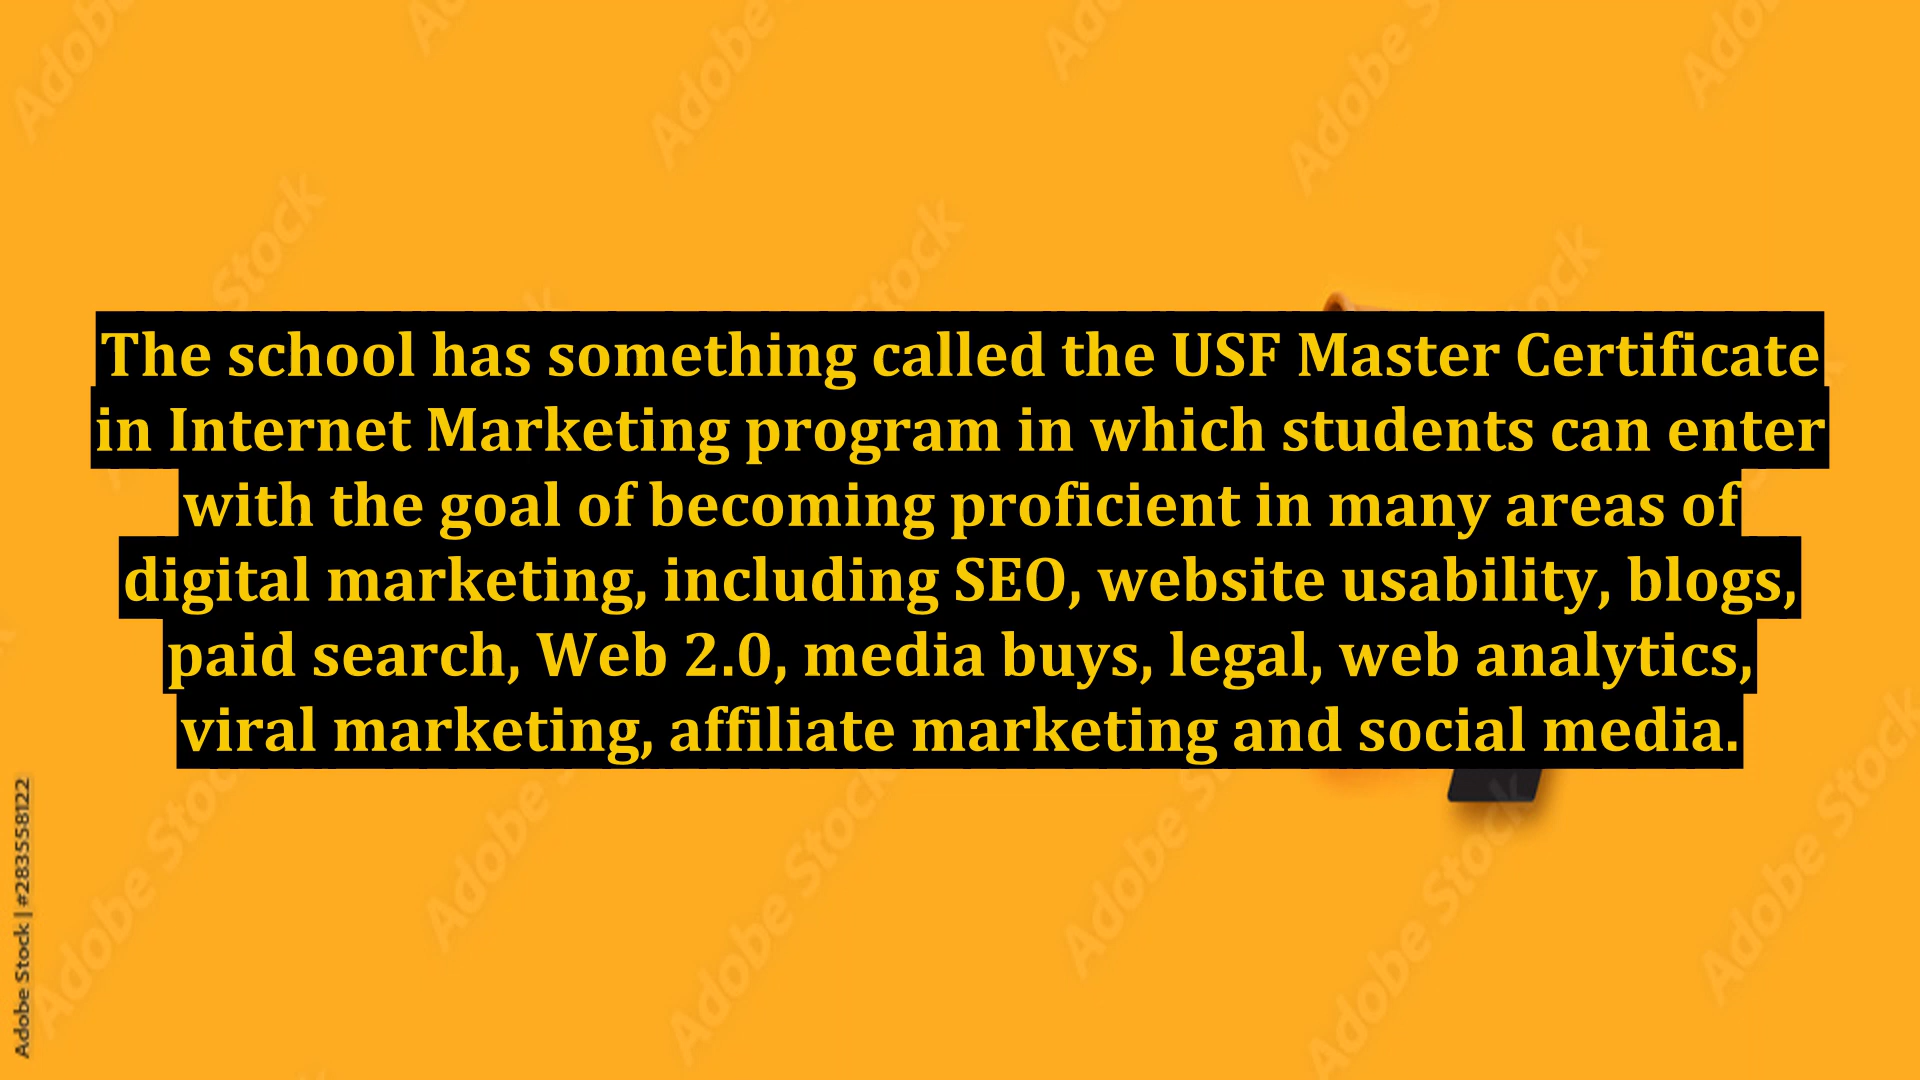 The school has something called the USF Master Certificate
in Internet Marketing program in which students can enter
with the goal of becoming proficient in many areas of
digital marketing, including SEO, website usability, blogs,
paid search, Web 2.0, media buys, legal, web analytics,
viral marketing, affiliate marketing and social media.
Adobe Stock | #283558122